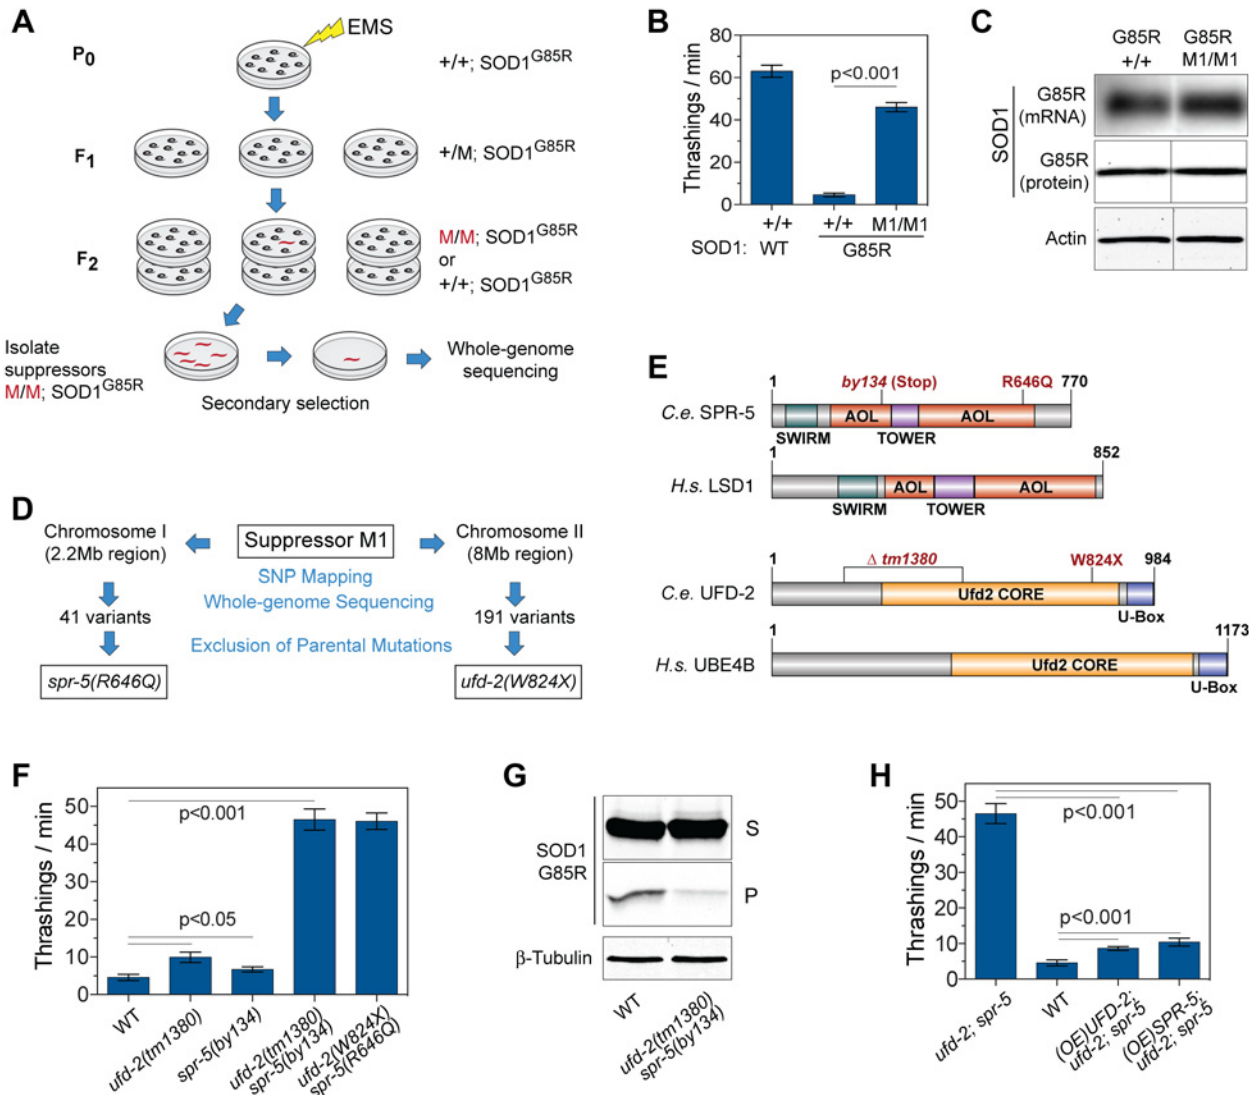 A
P0
EMS
+/+; SOD1G85R
F1
+/M; SOD1G85R
F2
M/M; SOD1G85R
or
+/+; SOD1G85R
Isolate
suppressors
M/M; SOD1G85R
Secondary selection
Whole-genome
sequencing
B
Thrashings / min
80
60
40
20
0
p<0.001
+/+
+/+
M1/M1
SOD1:
WT
G85R
C
G85R
+/+
G85R
M1/M1
SOD1
G85R
(mRNA)
G85R
(protein)
Actin
D
Chromosome I
(2.2Mb region)
Suppressor M1
Chromosome II
(8Mb region)
SNP Mapping
Whole-genome Sequencing
41 variants
191 variants
Exclusion of Parental Mutations
spr-5(R646Q)
ufd-2(W824X)
E
1
by134 (Stop)
R646Q
770
C.e. SPR-5
AOL
AOL
SWIRM
TOWER
1
852
H.s. LSD1
AOL
AOL
SWIRM
TOWER
1
Δ tm1380
W824X
984
C.e. UFD-2
Ufd2 CORE
U-Box
1
1173
H.s. UBE4B
Ufd2 CORE
U-Box
F
Thrashings / min
50
40
30
20
10
0
p<0.001
p<0.05
WT
ufd-2(tm1380)
spr-5(by134)
ufd-2(tm1380)
spr-5(by134)
ufd-2(W824X)
spr-5(R646Q)
G
SOD1
G85R
S
P
β-Tubulin
WT
ufd-2(tm1380)
spr-5(by134)
H
Thrashings / min
50
40
30
20
10
0
p<0.001
p<0.001
ufd-2; spr-5
WT
(OE)UFD-2;
ufd-2; spr-5
(OE)SPR-5;
ufd-2; spr-5